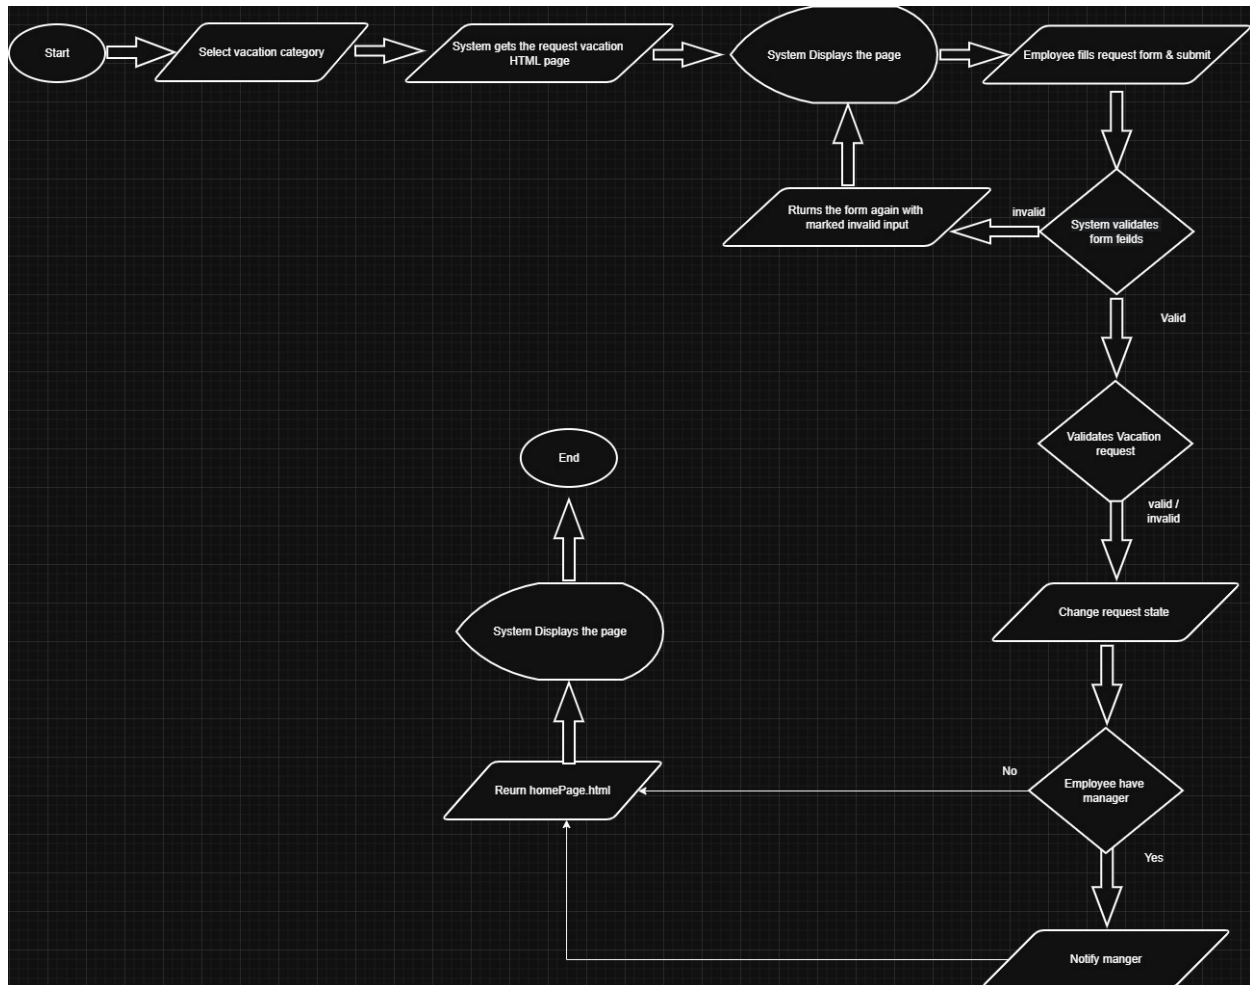 Start
Select vacation category
System gets the request vacation
HTML page
System Displays the page
Employee fills request form & submit
Rturns the form again with
marked invalid input
invalid
System validates
form feilds
Valid
Validates Vacation
request
End
valid /
invalid
Change request state
System Displays the page
No
Employee have
manager
Reurn homePage.html
Yes
Notify manger